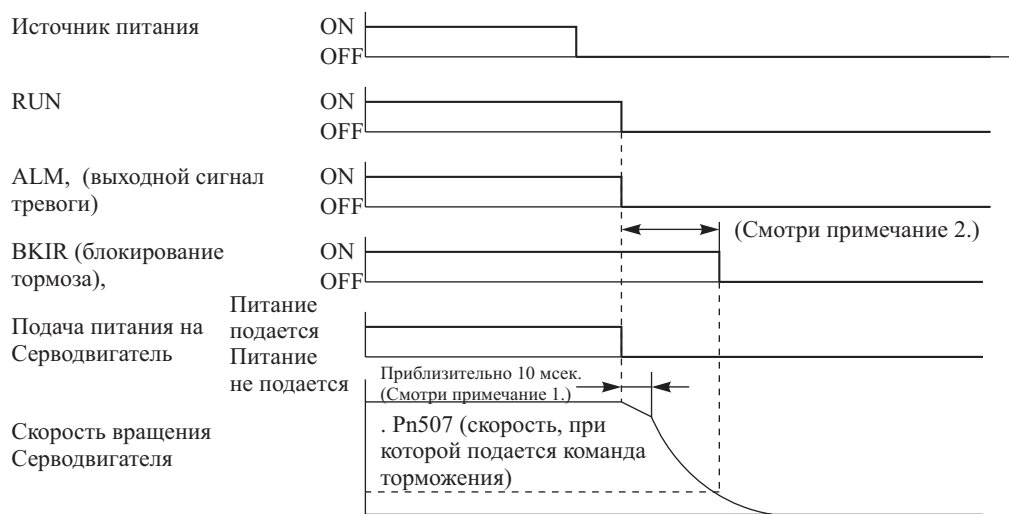 Источник питания
ON
OFF
RUN
ON
OFF
ALM, (выходной сигнал
тревоги)
ON
OFF
(Смотри примечание 2.)
BKIR (блокирование
тормоза),
ON
OFF
Подача питания на
Серводвигатель
Питание
подается
Питание
не подается
Приблизительно 10 мсек.
(Смотри примечание 1.)
Скорость вращения
Серводвигателя
. Pn507 (скорость, при
которой подается команда
торможения)